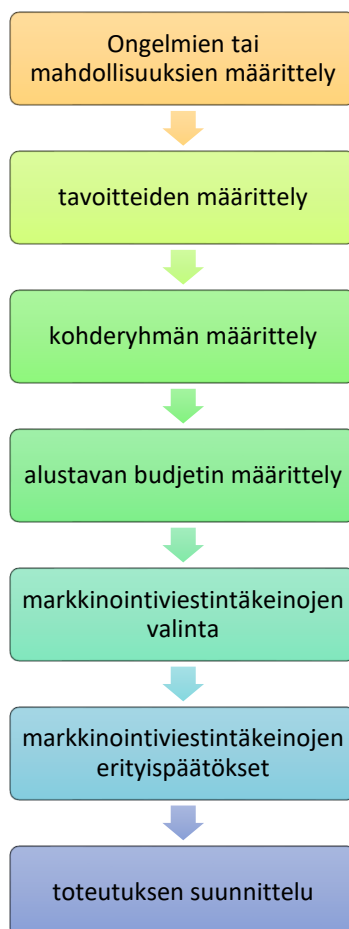 Ongelmien tai
mahdollisuuksien määrittely
tavoitteiden määrittely
kohderyhmän määrittely
alustavan budjetin määrittely
markkinointiviestintäkeinojen
valinta
markkinointiviestintäkeinojen
erityispäätökset
toteutuksen suunnittelu